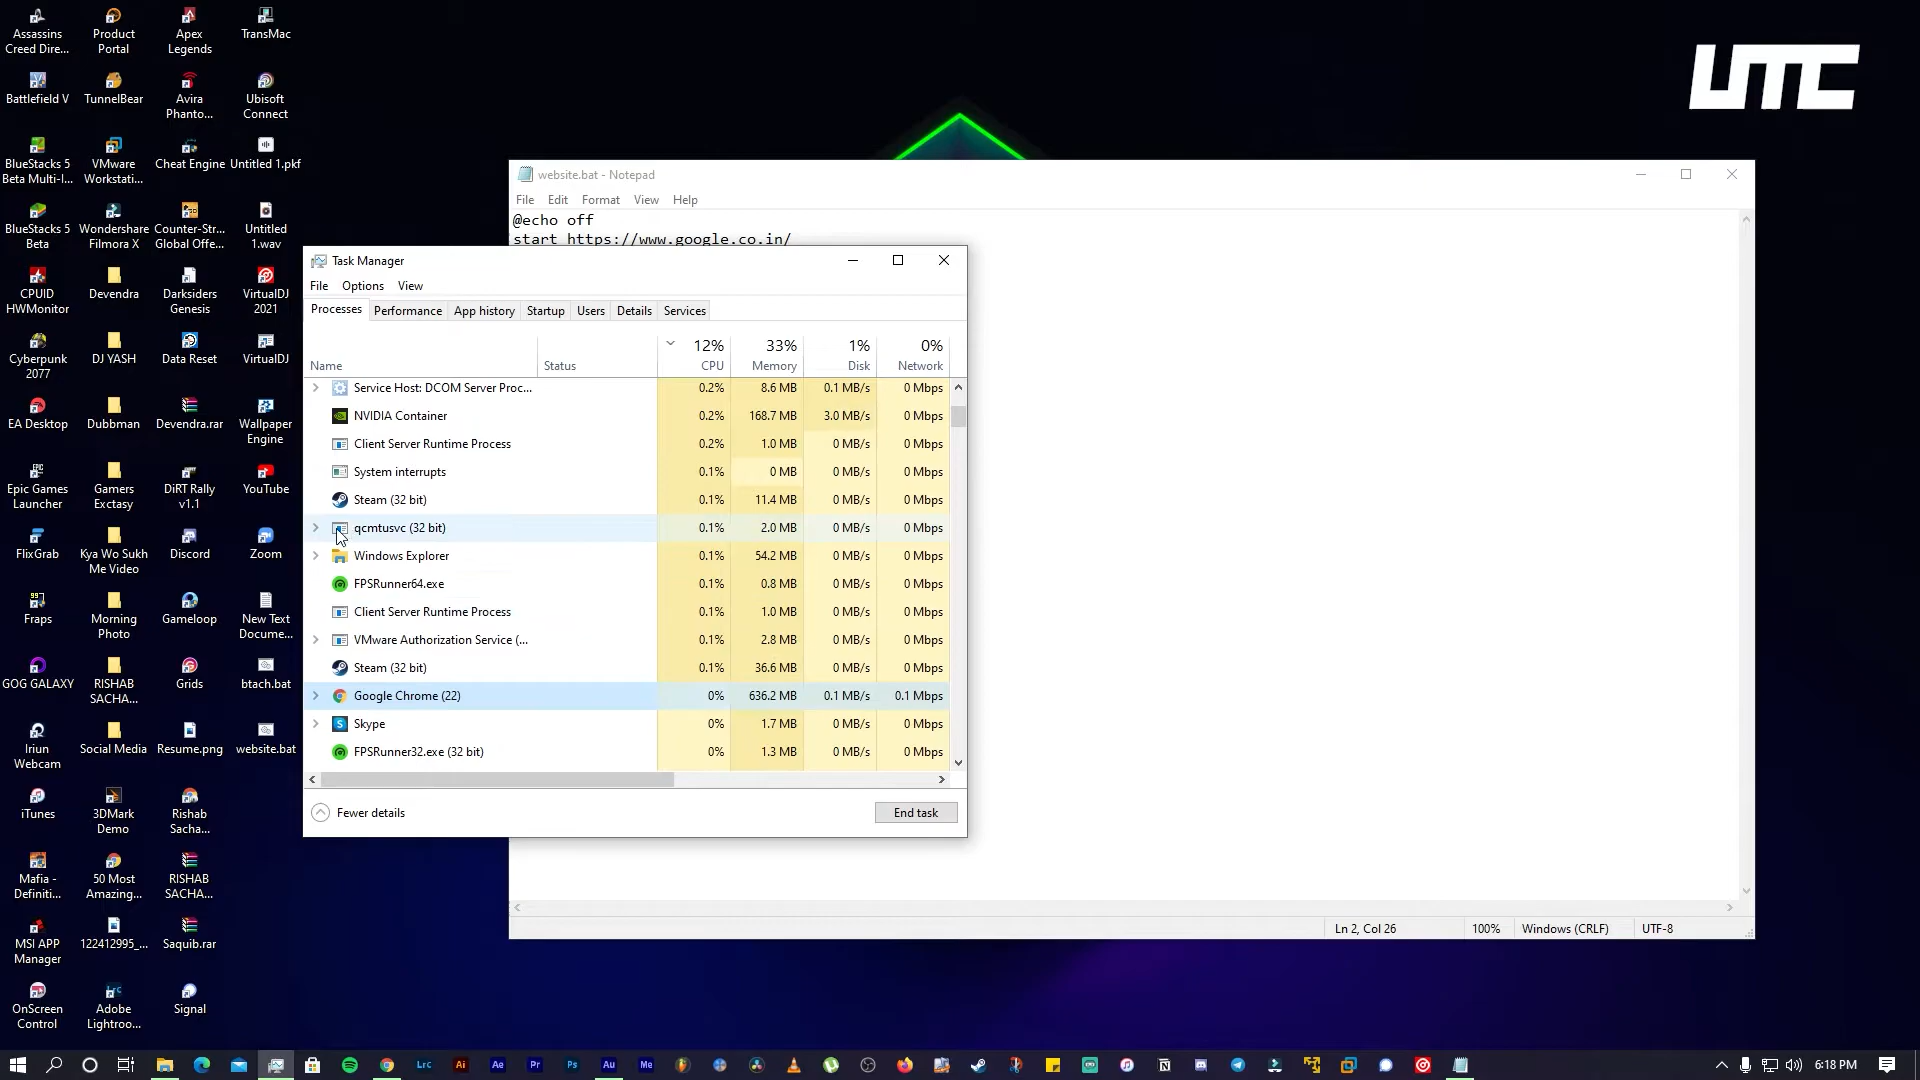 Assassins
Creed Dire...
Product
Portal
Apex
Legends
TransMac
Battlefield V
TunnelBear
Avira
Phanto...
Ubisoft
Connect
BlueStacks 5
Beta Multi-I...
VMware
Workstati...
Cheat Engine
Untitled 1.pkf
BlueStacks 5
Beta
Wondershare
Filmora X
Counter-Str...
Global Offe...
Untitled
1.wav
CPUID
HWMonitor
Devendra
Darksiders
Genesis
VirtualDJ
2021
Cyberpunk
2077
DJ YASH
Data Reset
VirtualDJ
EA Desktop
Dubbman
Devendra.rar
Wallpaper
Engine
Epic Games
Launcher
Gamers
Exctasy
DiRT Rally
v1.1
YouTube
FlixGrab
Kya Wo Sukh
Me Video
Discord
Zoom
Fraps
Morning
Photo
Gameloop
New Text
Docume...
GOG GALAXY
RISHAB
SACHA...
Grids
btach.bat
Iriun
Webcam
Social Media
Resume.png
website.bat
iTunes
3DMark
Demo
Rishab
Sacha...
Mafia -
Definiti...
50 Most
Amazing...
RISHAB
SACHA...
MSI APP
Manager
122412995_...
Saquib.rar
OnScreen
Control
Adobe
Lightroo...
Signal
UTC
website.bat - Notepad
File Edit Format View Help
@echo off
start https://www.google.co.in/
Task Manager
File Options View
Processes Performance App history Startup Users Details Services
12% 33% 1% 0%
Name Status CPU Memory Disk Network
Service Host: DCOM Server Proc... 0.2% 8.6 MB 0.1 MB/s 0 Mbps
NVIDIA Container 0.2% 168.7 MB 3.0 MB/s 0 Mbps
Client Server Runtime Process 0.2% 1.0 MB 0 MB/s 0 Mbps
System interrupts 0.1% 0 MB 0 MB/s 0 Mbps
Steam (32 bit) 0.1% 11.4 MB 0 MB/s 0 Mbps
qcmtusvc (32 bit) 0.1% 2.0 MB 0 MB/s 0 Mbps
Windows Explorer 0.1% 54.2 MB 0 MB/s 0 Mbps
FPSRunner64.exe 0.1% 0.8 MB 0 MB/s 0 Mbps
Client Server Runtime Process 0.1% 1.0 MB 0 MB/s 0 Mbps
VMware Authorization Service (... 0.1% 2.8 MB 0 MB/s 0 Mbps
Steam (32 bit) 0.1% 36.6 MB 0 MB/s 0 Mbps
Google Chrome (22) 0% 636.2 MB 0.1 MB/s 0.1 Mbps
Skype 0% 1.7 MB 0 MB/s 0 Mbps
FPSRunner32.exe (32 bit) 0% 1.3 MB 0 MB/s 0 Mbps
Fewer details
End task
Ln 2, Col 26 100% Windows (CRLF) UTF-8
Lrc Ai Ae Pr Ps Au Me
6:18 PM